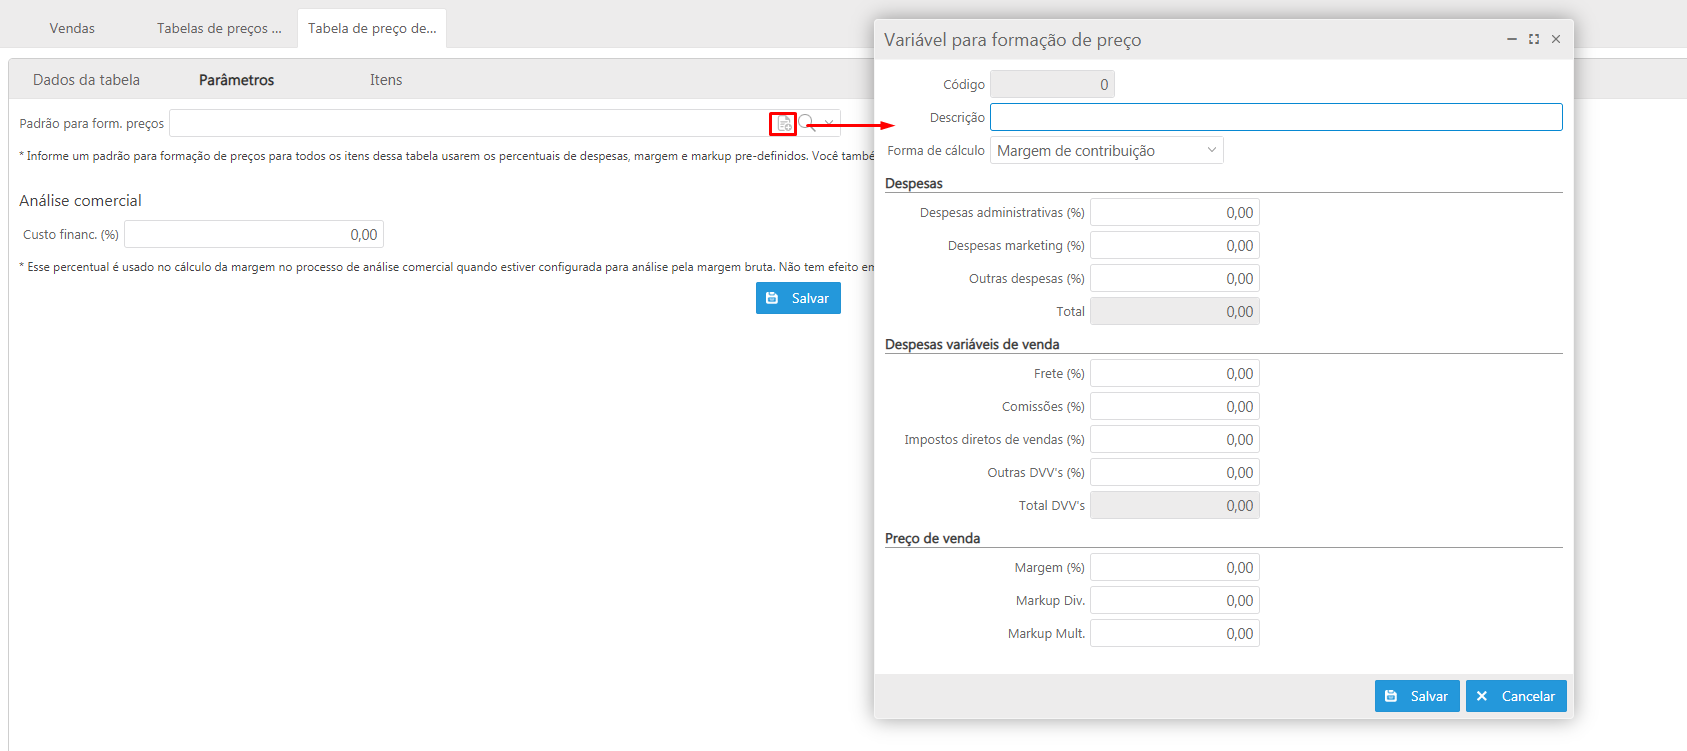 Vendas
Tabelas de preços ...
Tabela de preço de...
Dados da tabela
Parâmetros
Itens
Padrão para form. preços
* Informe um padrão para formação de preços para todos os itens dessa tabela usarem os percentuais de despesas, margem e markup pre-definidos. Você também
Análise comercial
Custo financ. (%) 0,00
* Esse percentual é usado no cálculo da margem no processo de análise comercial quando estiver configurada para análise pela margem bruta. Não tem efeito em
Salvar
Variável para formação de preço
Código 0
Descrição
Forma de cálculo Margem de contribuição
Despesas
Despesas administrativas (%) 0,00
Despesas marketing (%) 0,00
Outras despesas (%) 0,00
Total 0,00
Despesas variáveis de venda
Frete (%) 0,00
Comissões (%) 0,00
Impostos diretos de vendas (%) 0,00
Outras DVV's (%) 0,00
Total DVV's 0,00
Preço de venda
Margem (%) 0,00
Markup Div. 0,00
Markup Mult. 0,00
Salvar
Cancelar